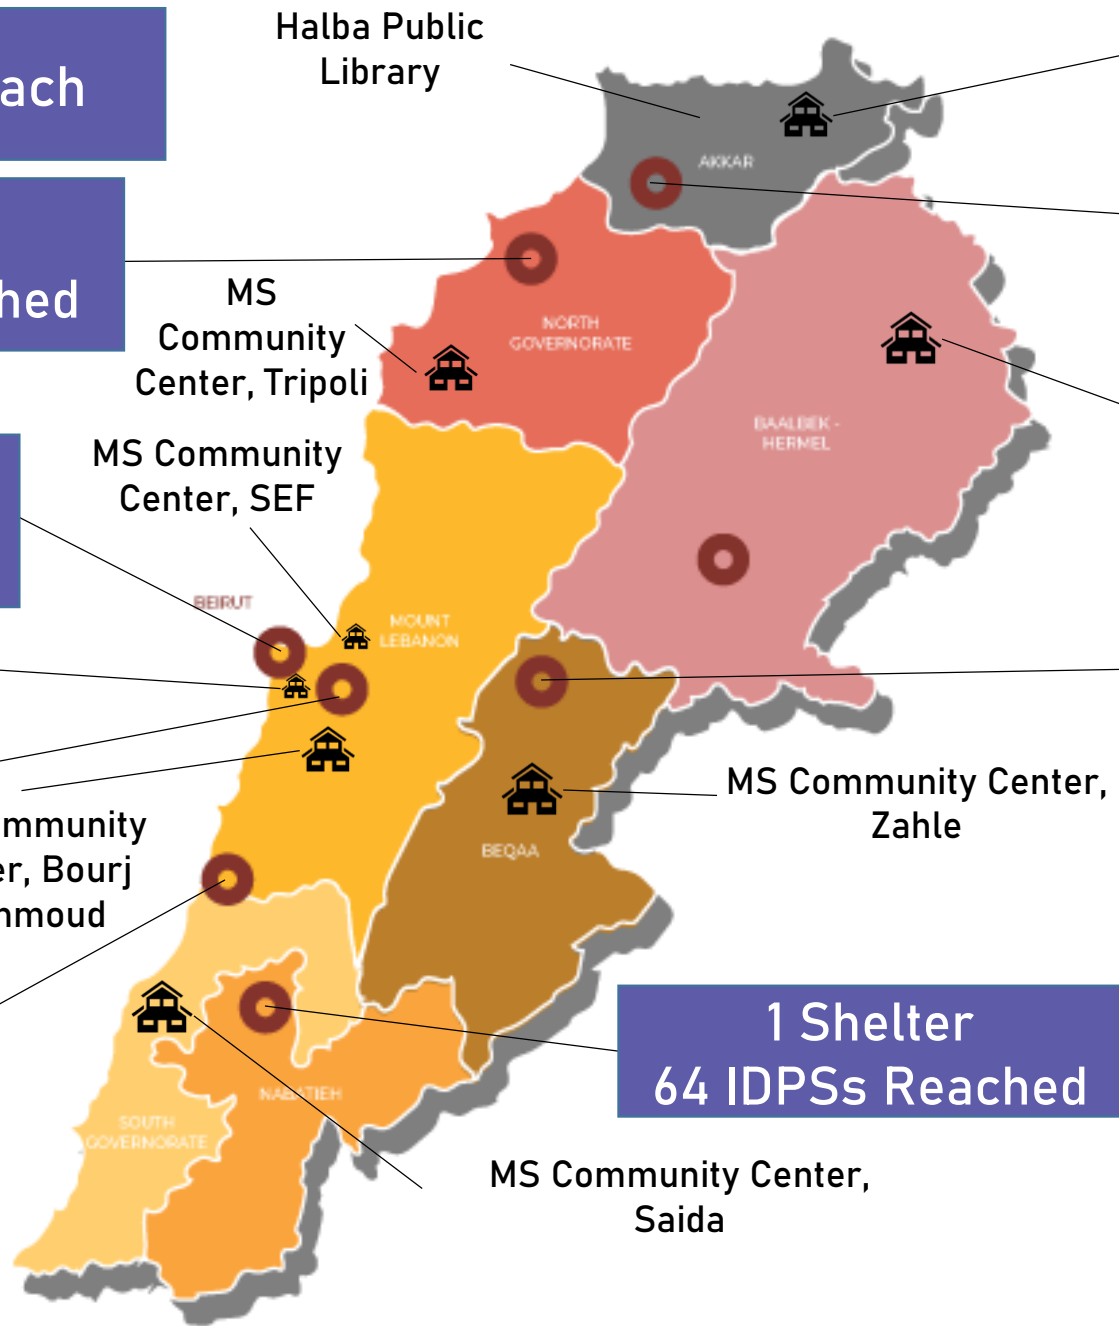 Halba Public
Library
ach
AKKAR
hed
MS
Community
Center, Tripoli
NORTH
GOVERNORATE
BAALBEK -
HERMEL
MS Community
Center, SEF
BEIRUT
MOUNT
LEBANON
MS Community Center,
Zahle
mmunity
er, Bourj
mmoud
BEQAA
1 Shelter
64 IDPSs Reached
NABATIEH
SOUTH
GOVERNORATE
MS Community Center,
Saida